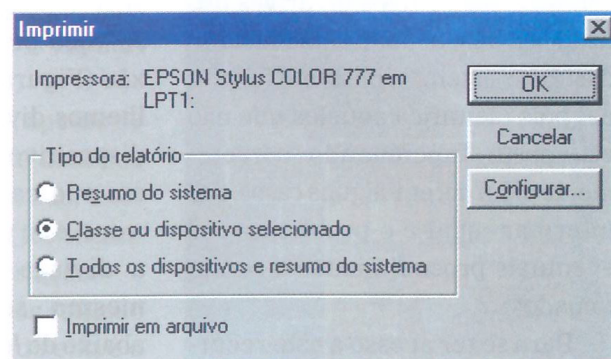 Imprimir
Impressora: EPSON Stylus COLOR 777 em
LPT1:
OK
Cancelar
Configurar...
Tipo do relatório
Resumo do sistema
Classe ou dispositivo selecionado
Todos os dispositivos e resumo do sistema
Imprimir em arquivo